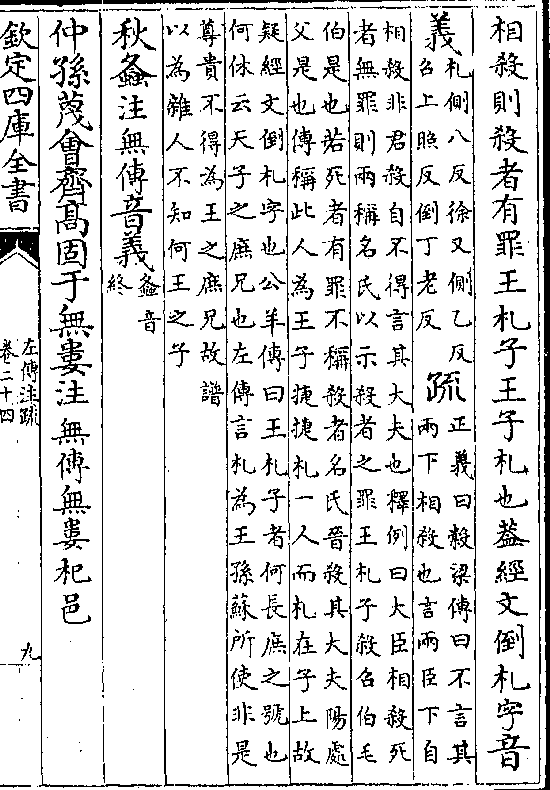 相殺則殺者有罪王札子王子札也葢經文倒札字音
義札側八反徐又側乙反
召上照反倒丁老反
疏正義曰穀梁傳曰不言其
兩下相殺也言兩臣下自
相殺非君殺自不得言其大夫也釋例曰大臣相殺死
者無罪則兩稱名氏以示殺者之罪王札子殺召伯毛
伯是也若死者有罪不稱殺者名氏晉殺其大夫陽處
父是也傳稱此人為王子捷捷札一人而札在子上故
疑經文倒札字也公羊傳曰王札子者何長庶之號也
何休云天子之庶兄也左傳言札為王孫蘇所使非是
尊貴不得為王之庶兄故譜
以為雜人不知何王之子
秋螽注無傳音義螽音
終
仲孫蔑會齊高固于無婁注無傳無婁杞邑
欽定四庫全書
左傳注疏
卷二十四
九